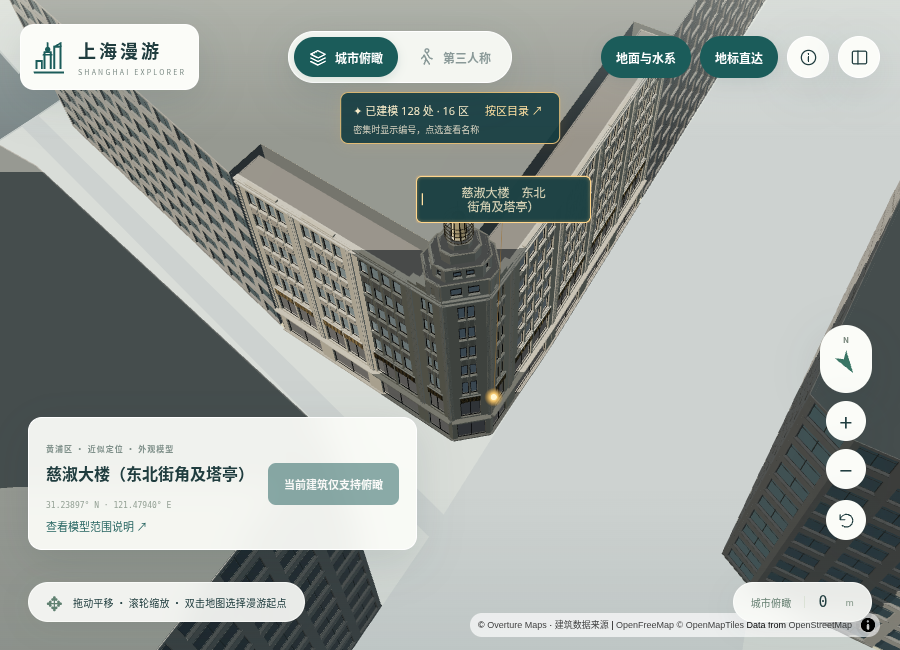 上海漫游
SHANGHAI EXPLORER
城市俯瞰
第三人称
地面与水系
地标直达
✦ 已建模 128 处 · 16 区 按区目录 ↗
密集时显示编号，点选查看名称
慈淑大楼 东北
街角及塔亭）
N
+
−
黄浦区 · 近似定位 · 外观模型
慈淑大楼（东北街角及塔亭）
当前建筑仅支持俯瞰
31.23897° N · 121.47940° E
查看模型范围说明 ↗
拖动平移 · 滚轮缩放 · 双击地图选择漫游起点
城市俯瞰 0 m
© Overture Maps · 建筑数据来源 | OpenFreeMap © OpenMapTiles Data from OpenStreetMap